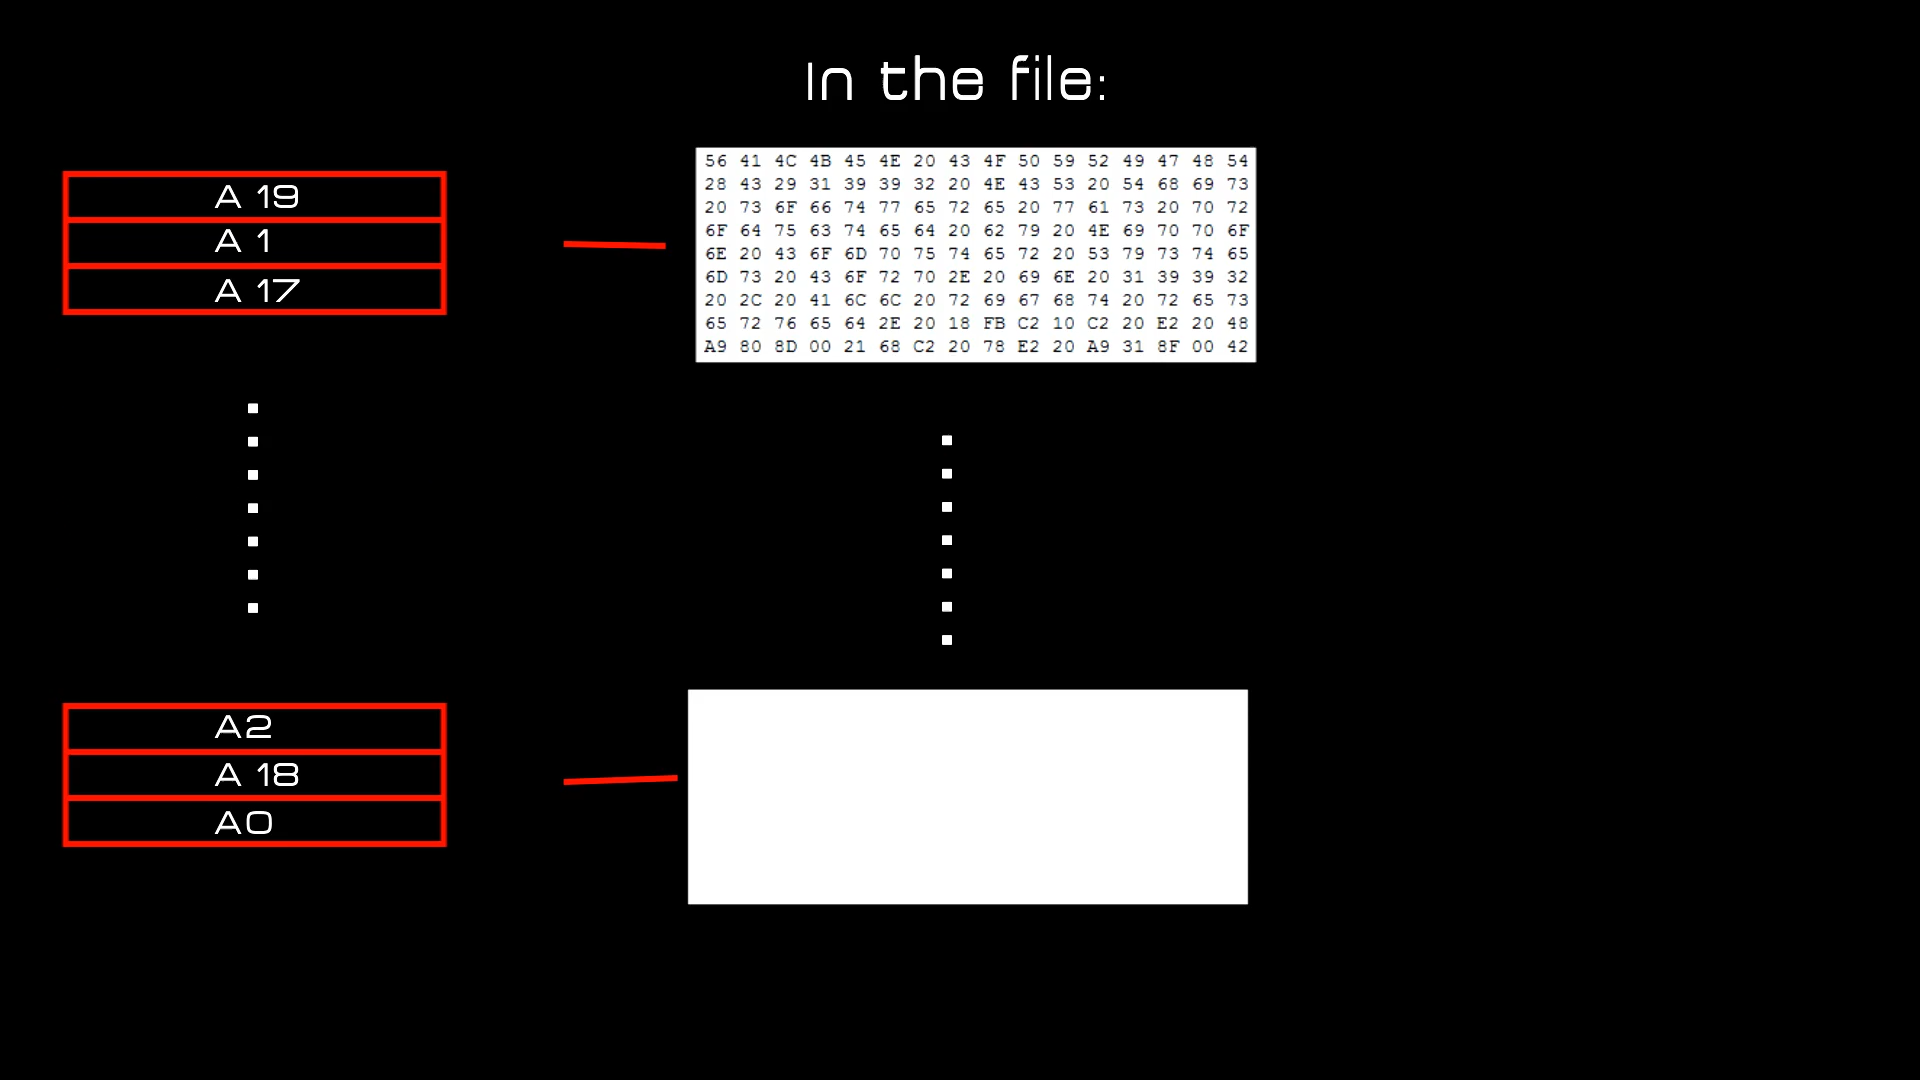 In the file:
A 19
A 1
A 17
56 41 4C 4B 45 4E 20 43 4F 50 59 52 49 47 48 54
28 43 29 31 39 39 32 20 4E 43 53 20 54 68 69 73
20 73 6F 66 74 77 65 72 65 20 77 61 73 20 70 72
6F 64 75 63 74 65 64 20 62 79 20 4E 69 70 70 6F
6E 20 43 6F 6D 70 75 74 65 72 20 53 79 73 74 65
6D 73 20 43 6F 72 70 2E 20 69 6E 20 31 39 39 32
20 2C 20 41 6C 6C 20 72 69 67 68 74 20 72 65 73
65 72 76 65 64 2E 20 18 FB C2 10 C2 20 E2 20 48
A9 80 8D 00 21 68 C2 20 78 E2 20 A9 31 8F 00 42
A2
A 18
A0